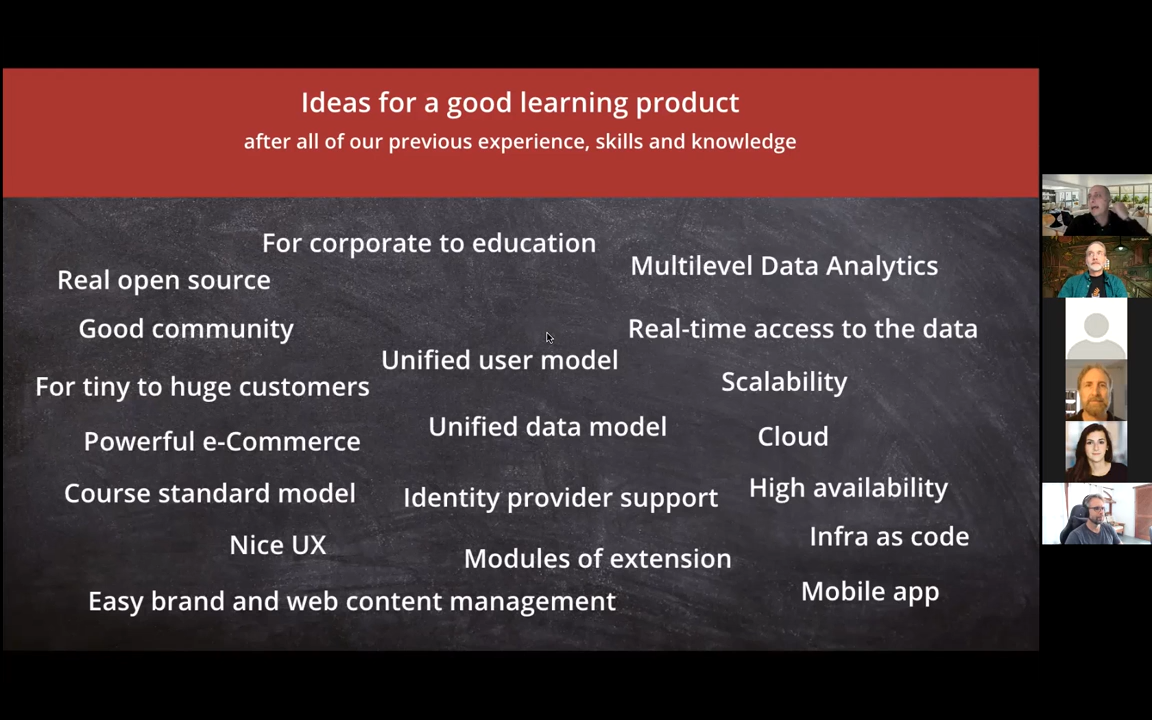 Ideas for a good learning product
after all of our previous experience, skills and knowledge
For corporate to education
Multilevel Data Analytics
Real open source
Good community
Real-time access to the data
Unified user model
For tiny to huge customers
Scalability
Unified data model
Cloud
Powerful e-Commerce
Course standard model
Identity provider support
High availability
Nice UX
Infra as code
Modules of extension
Easy brand and web content management
Mobile app